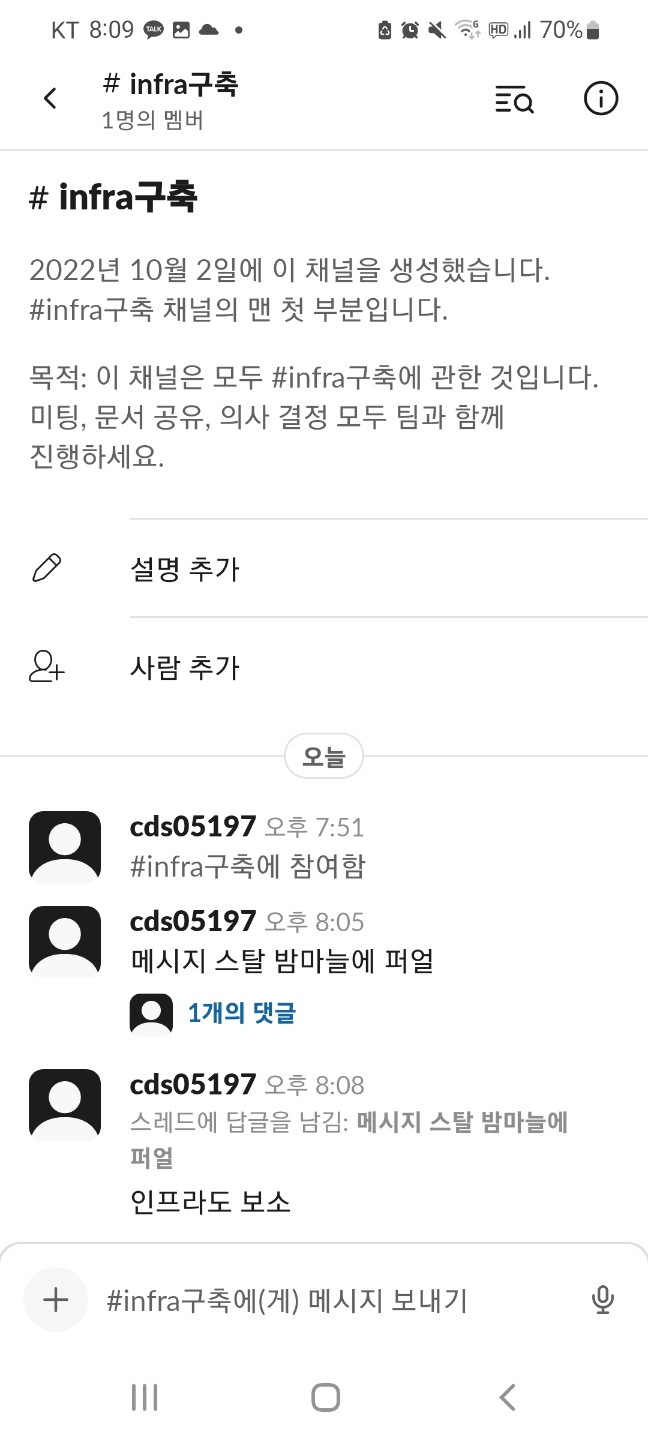 KT 8:09 TALK HD 70%
# infra구축
1명의 멤버
# infra구축
2022년 10월 2일에 이 채널을 생성했습니다.
#infra구축 채널의 맨 첫 부분입니다.
목적: 이 채널은 모두 #infra구축에 관한 것입니다.
미팅, 문서 공유, 의사 결정 모두 팀과 함께
진행하세요.
설명 추가
사람 추가
오늘
cds05197 오후 7:51
#infra구축에 참여함
cds05197 오후 8:05
메시지 스탈 밤마늘에 퍼얼
1개의 댓글
cds05197 오후 8:08
스레드에 답글을 남김: 메시지 스탈 밤마늘에
퍼얼
인프라도 보소
#infra구축에(게) 메시지 보내기